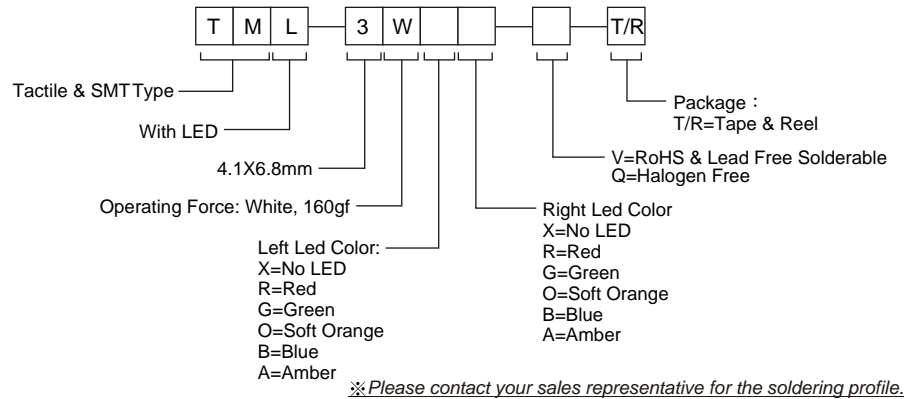 T M L 3 W T/R
Tactile & SMT Type
With LED
4.1X6.8mm
Operating Force: White, 160gf
Left Led Color:
X=No LED
R=Red
G=Green
O=Soft Orange
B=Blue
A=Amber
Right Led Color
X=No LED
R=Red
G=Green
O=Soft Orange
B=Blue
A=Amber
V=RoHS & Lead Free Solderable
Q=Halogen Free
Package：
T/R=Tape & Reel
※Please contact your sales representative for the soldering profile.